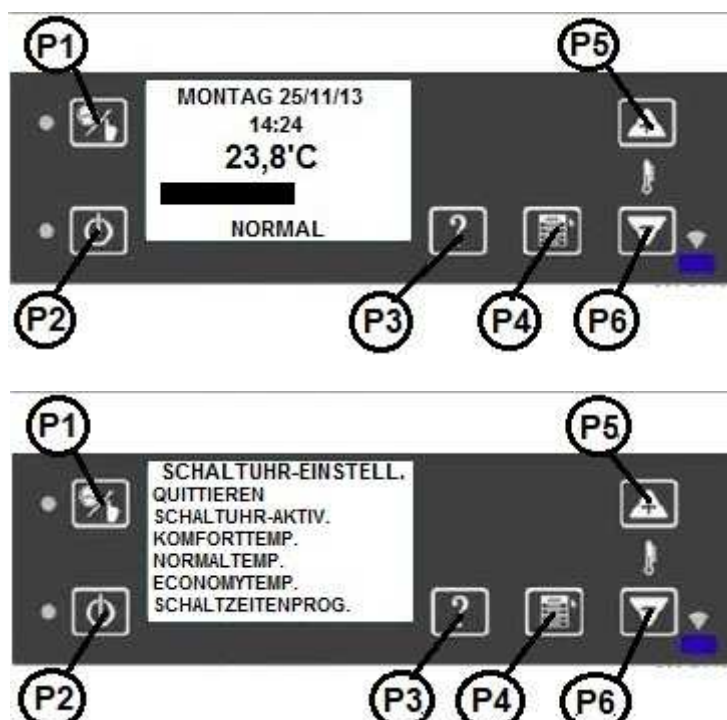 P1
P5
MONTAG 25/11/13
14:24
23,8'C
NORMAL
?
P2
P3
P4
P6
P1
P5
SCHALTUHR-EINSTELL.
QUITTIEREN
SCHALTUHR-AKTIV.
KOMFORTTEMP.
NORMALTEMP.
ECONOMYTEMP.
SCHALTZEITENPROG.
?
P2
P3
P4
P6